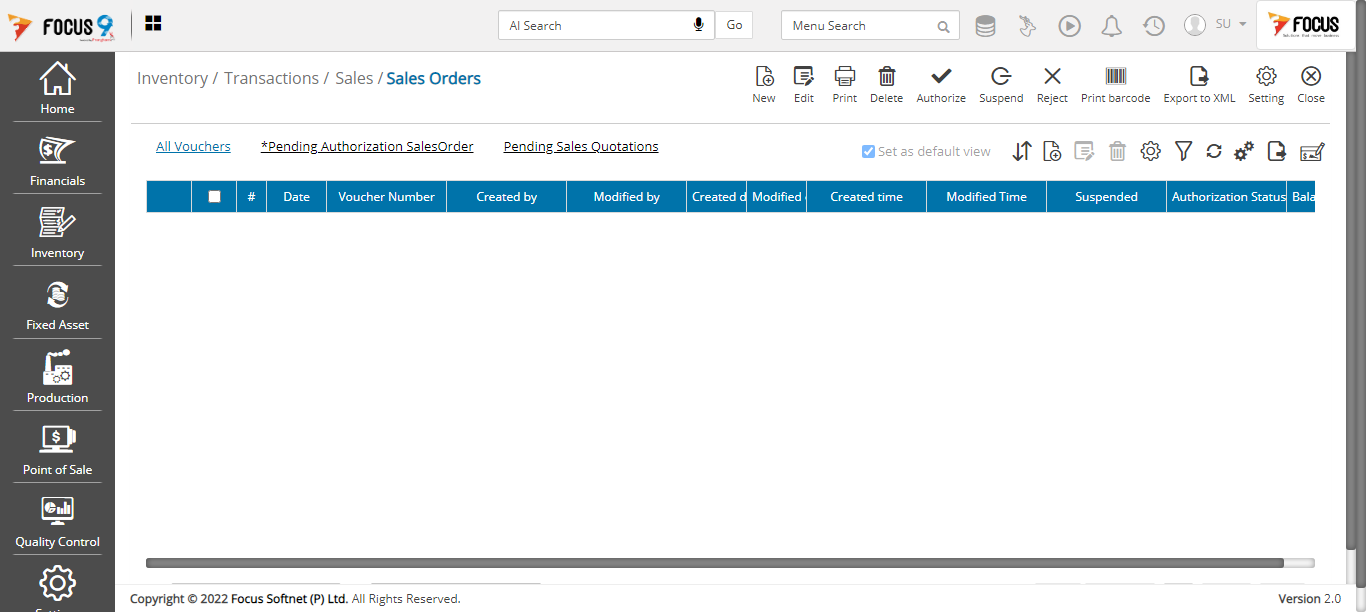 FOCUS 9
AI Search
Go
Menu Search
SU
FOCUS
Home
Financials
Inventory
Fixed Asset
Production
Point of Sale
Quality Control
Inventory / Transactions / Sales / Sales Orders
New
Edit
Print
Delete
Authorize
Suspend
Reject
Print barcode
Export to XML
Setting
Close
All Vouchers
*Pending Authorization SalesOrder
Pending Sales Quotations
Set as default view
# Date Voucher Number Created by Modified by Created d Modified Created time Modified Time Suspended Authorization Status Bala
Copyright © 2022 Focus Softnet (P) Ltd. All Rights Reserved.
Version 2.0